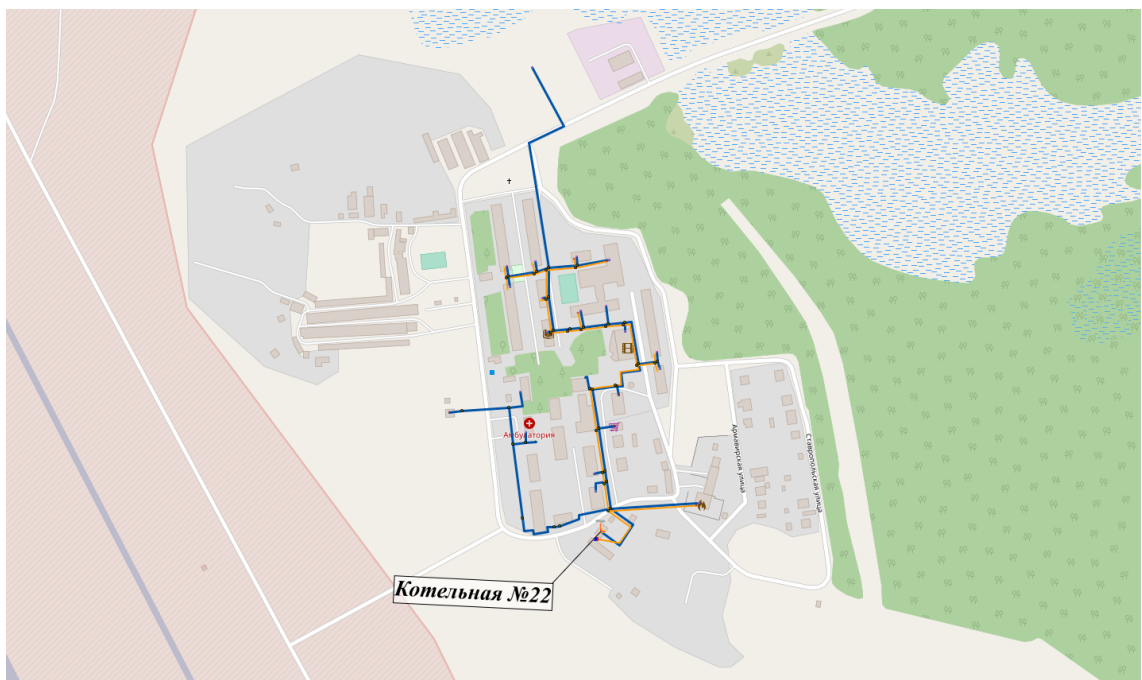 Амбулатория
Армавирская улица
Ставропольская улица
Котельная №22